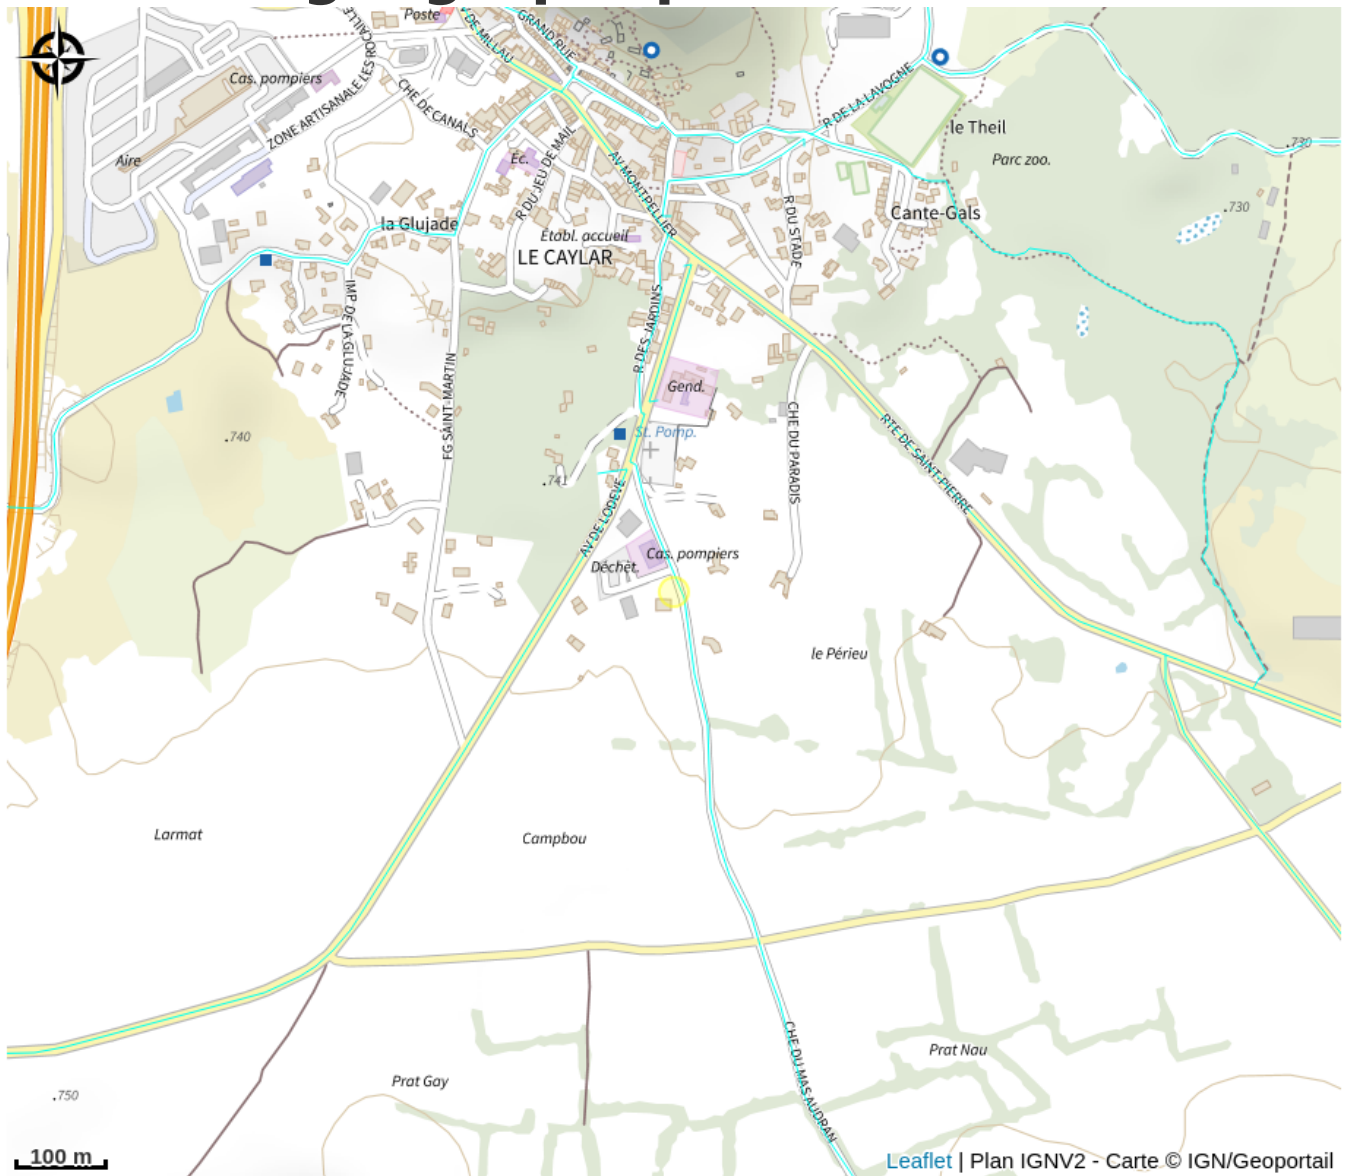 Poste
AV DE MILLAU
GRAND RUE
ZONE ARTISANALE LES ROCAILLE
Cas. pompiers
CHE DE CANALS
R DE LA LAVOGNE
le Theil
Parc zoo.
.730
Aire
Ec.
R DU JEU DE MAIL
AV MONTPELLIER
R DU STADE
Cante-Gals
.730
la Glujade
Etabl. accueil
LE CAYLAR
IMP DE LA GLUJADE
R DES JARDINS
FG SAINT-MARTIN
Gend.
CHE DU PARADIS
RTE DE SAINT-PIERRE
.740
St. Pomp.
.741
AV DE LODEVE
Cas. pompiers
Déchèt.
le Périeu
Larmat
Campbou
CHE DU MAS AUDRAN
Prat Nau
Prat Gay
.750
100 m
Leaflet | Plan IGNV2 - Carte © IGN/Geoportail